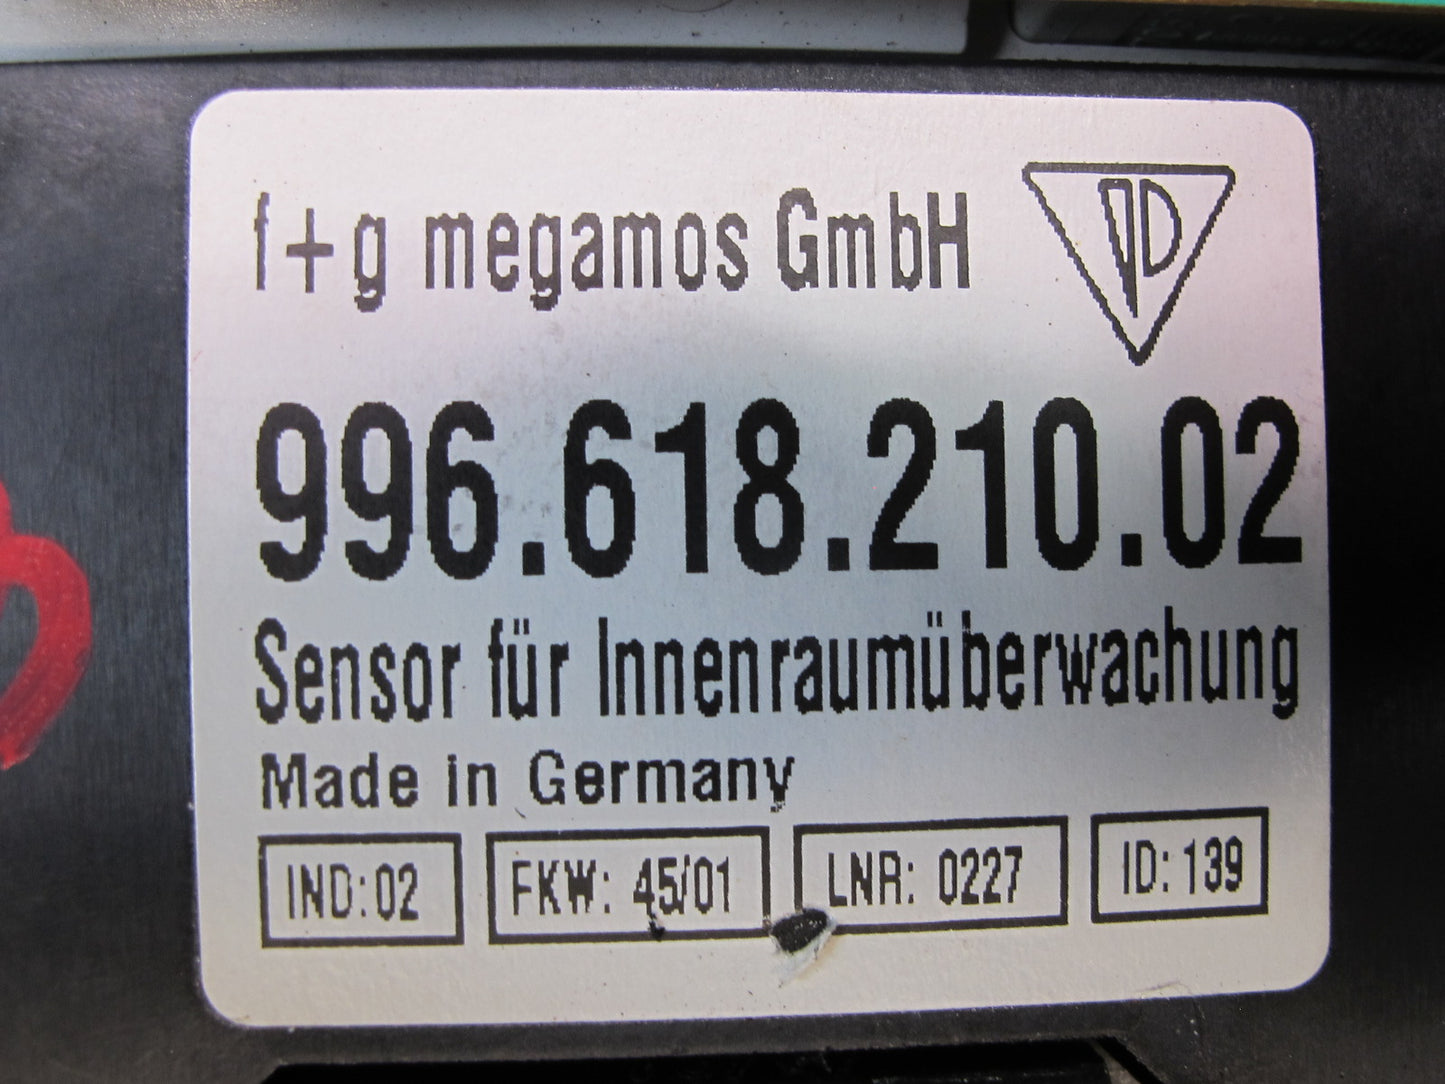 f+g megamos GmbH
996.618.210.02
Sensor für Innenraumüberwachung
Made in Germany
IND:02 FKW: 45/01 LNR: 0227 ID: 139